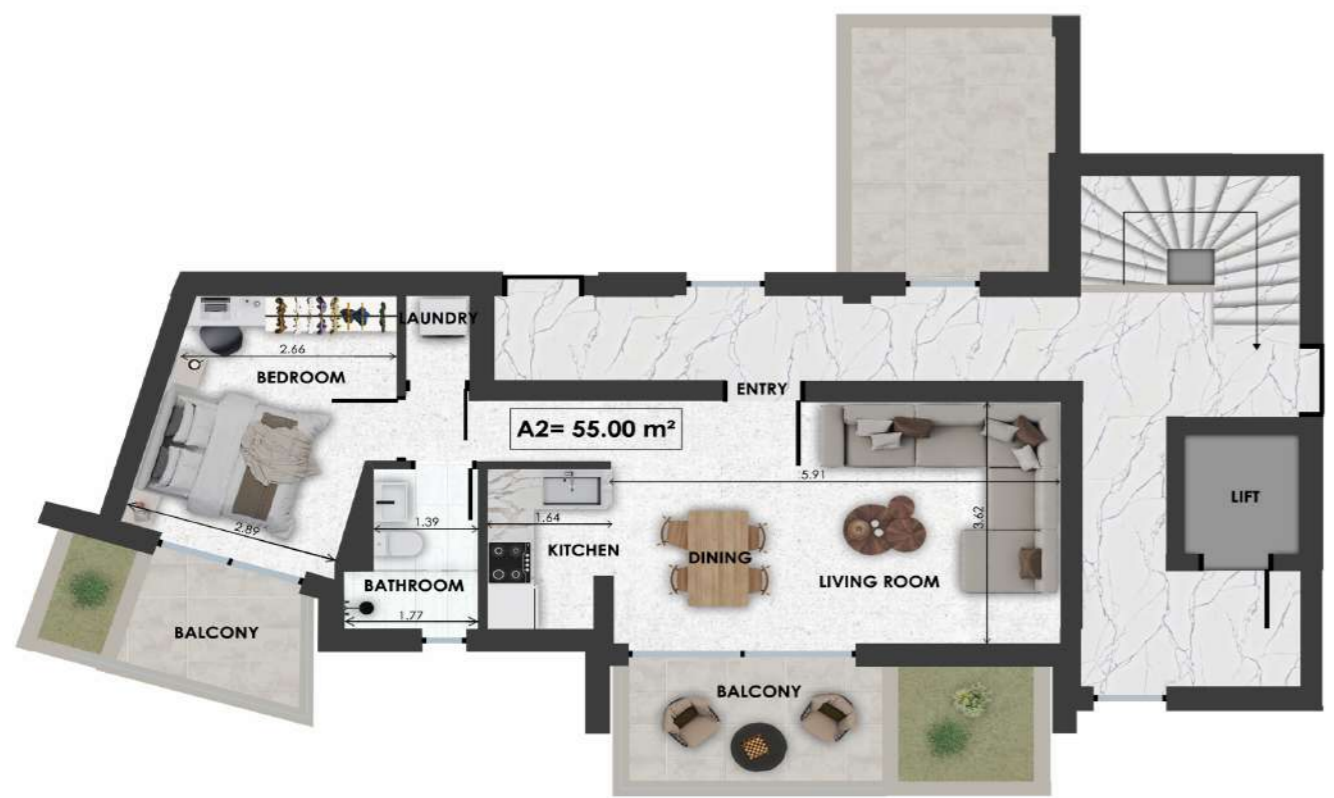 LAUNDRY
2.66
BEDROOM
ENTRY
A2= 55.00 m²
5.91
3.62
LIFT
1.64
1.39
2.89
KITCHEN
DINING
LIVING ROOM
BATHROOM
1.77
BALCONY
BALCONY